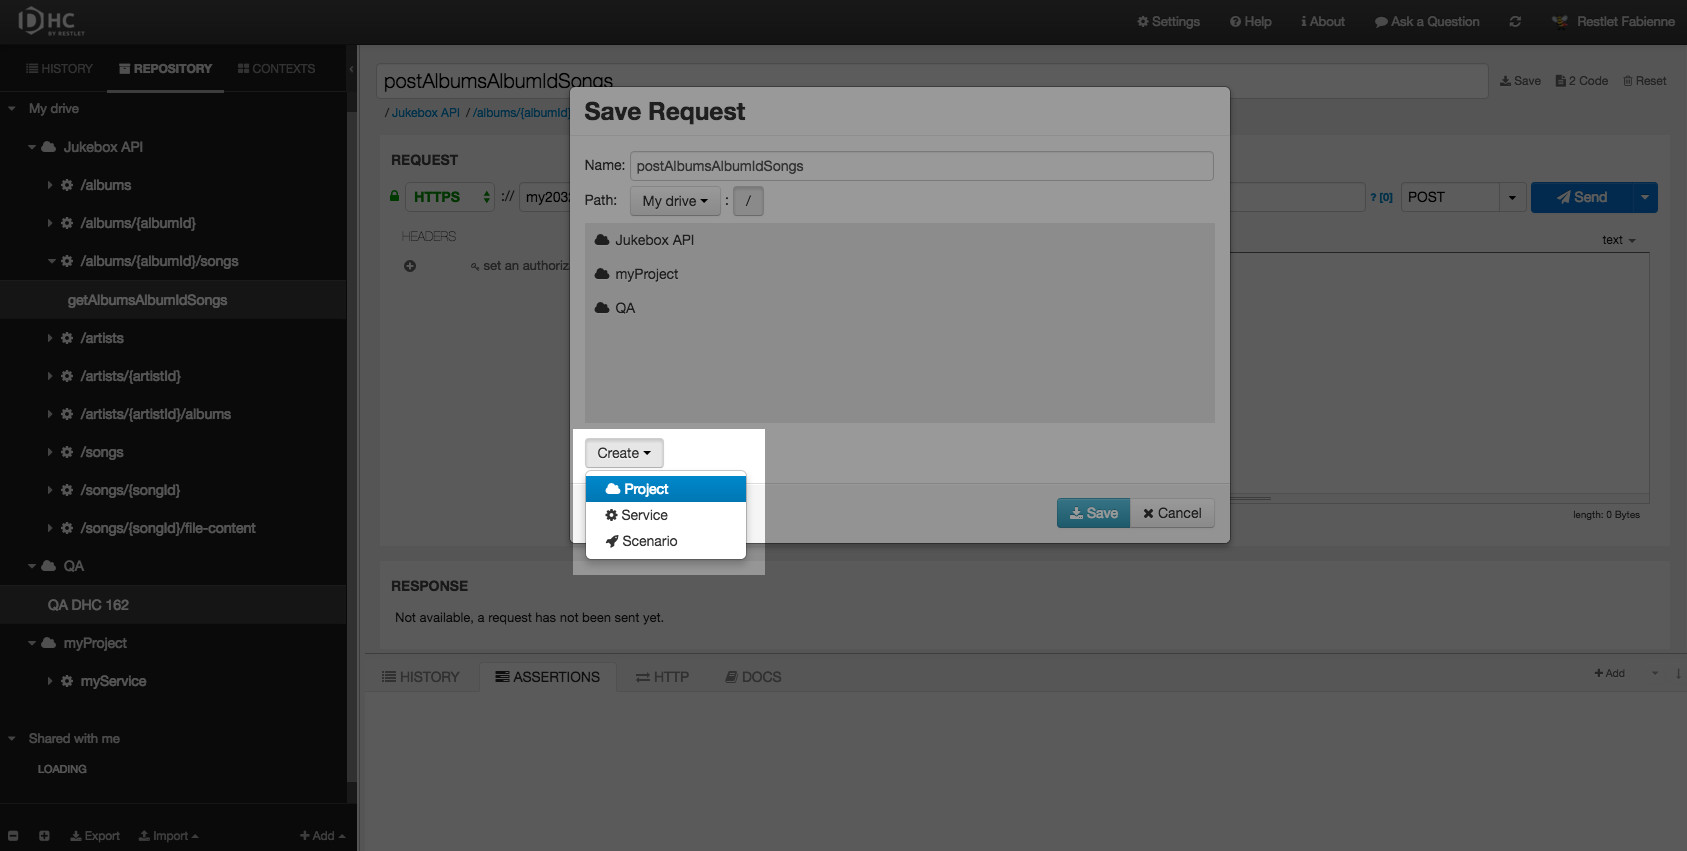 DHC
BY RESTLET
Settings
Help
About
Ask a Question
Restlet Fabienne
HISTORY
REPOSITORY
CONTEXTS
My drive
Jukebox API
/albums
/albums/{albumId}
/albums/{albumId}/songs
getAlbumsAlbumIdSongs
/artists
/artists/{artistId}
/artists/{artistId}/albums
/songs
/songs/{songId}
/songs/{songId}/file-content
QA
QA DHC 162
myProject
myService
Shared with me
LOADING
Export
Import
Add
postAlbumsAlbumIdSongs
Save
2 Code
Reset
/ Jukebox API / /albums/{albumId}
REQUEST
HTTPS
://
my203
? [0]
POST
Send
HEADERS
set an authoriz
text
length: 0 Bytes
Save Request
Name: postAlbumsAlbumIdSongs
Path: My drive : /
Jukebox API
myProject
QA
Create
Project
Service
Scenario
Save
Cancel
RESPONSE
Not available, a request has not been sent yet.
HISTORY
ASSERTIONS
HTTP
DOCS
Add